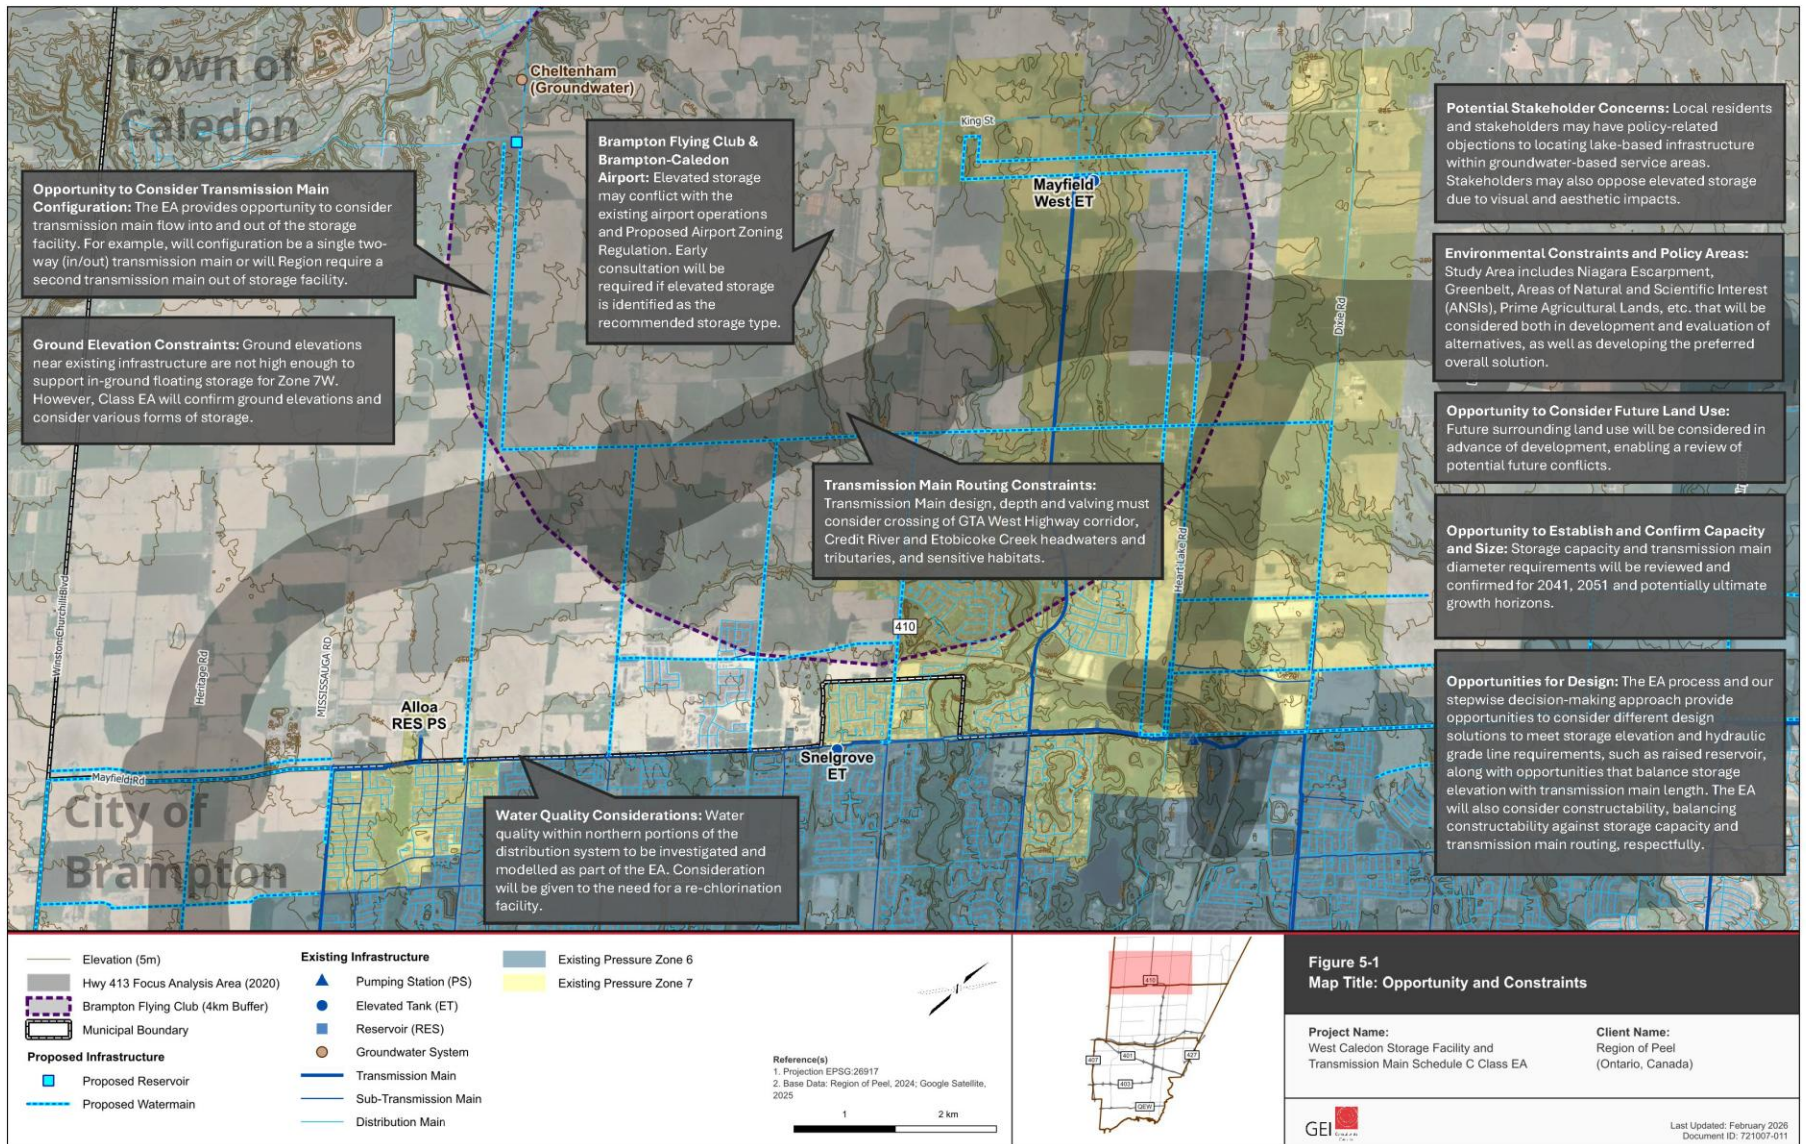 Town of
Caledon
Cheltenham
(Groundwater)
Opportunity to Consider Transmission Main
Configuration: The EA provides opportunity to consider
transmission main flow into and out of the storage
facility. For example, will configuration be a single two-
way (in/out) transmission main or will Region require a
second transmission main out of storage facility.
Ground Elevation Constraints: Ground elevations
near existing infrastructure are not high enough to
support in-ground floating storage for Zone 7W.
However, Class EA will confirm ground elevations and
consider various forms of storage.
Brampton Flying Club &
Brampton-Caledon
Airport: Elevated storage
may conflict with the
existing airport operations
and Proposed Airport Zoning
Regulation. Early
consultation will be
required if elevated storage
is identified as the
recommended storage type.
King St
Mayfield
West ET
Dixie Rd
Potential Stakeholder Concerns: Local residents
and stakeholders may have policy-related
objections to locating lake-based infrastructure
within groundwater-based service areas.
Stakeholders may also oppose elevated storage
due to visual and aesthetic impacts.
Environmental Constraints and Policy Areas:
Study Area includes Niagara Escarpment,
Greenbelt, Areas of Natural and Scientific Interest
(ANSIs), Prime Agricultural Lands, etc. that will be
considered both in development and evaluation of
alternatives, as well as developing the preferred
overall solution.
Opportunity to Consider Future Land Use:
Future surrounding land use will be considered in
advance of development, enabling a review of
potential future conflicts.
Transmission Main Routing Constraints:
Transmission Main design, depth and valving must
consider crossing of GTA West Highway corridor,
Credit River and Etobicoke Creek headwaters and
tributaries, and sensitive habitats.
Opportunity to Establish and Confirm Capacity
and Size: Storage capacity and transmission main
diameter requirements will be reviewed and
confirmed for 2041, 2051 and potentially ultimate
growth horizons.
Winston Churchill Blvd
Heritage Rd
MISSISSAUGA RD
Heart Lake Rd
410
Alloa
RES PS
Snelgrove
ET
Mayfield Rd
City of
Brampton
Water Quality Considerations: Water
quality within northern portions of the
distribution system to be investigated and
modelled as part of the EA. Consideration
will be given to the need for a re-chlorination
facility.
Opportunities for Design: The EA process and our
stepwise decision-making approach provide
opportunities to consider different design
solutions to meet storage elevation and hydraulic
grade line requirements, such as raised reservoir,
along with opportunities that balance storage
elevation with transmission main length. The EA
will also consider constructability, balancing
constructability against storage capacity and
transmission main routing, respectfully.
Elevation (5m)
Hwy 413 Focus Analysis Area (2020)
Brampton Flying Club (4km Buffer)
Municipal Boundary
Proposed Infrastructure
Proposed Reservoir
Proposed Watermain
Existing Infrastructure
Pumping Station (PS)
Elevated Tank (ET)
Reservoir (RES)
Groundwater System
Transmission Main
Sub-Transmission Main
Distribution Main
Existing Pressure Zone 6
Existing Pressure Zone 7
Reference(s)
1. Projection EPSG:26917
2. Base Data: Region of Peel, 2024; Google Satellite,
2025
1 2 km
410
407
401
427
403
QEW
Figure 5-1
Map Title: Opportunity and Constraints
Project Name:
West Caledon Storage Facility and
Transmission Main Schedule C Class EA
Client Name:
Region of Peel
(Ontario, Canada)
GEI
Last Updated: February 2026
Document ID: 721007-011